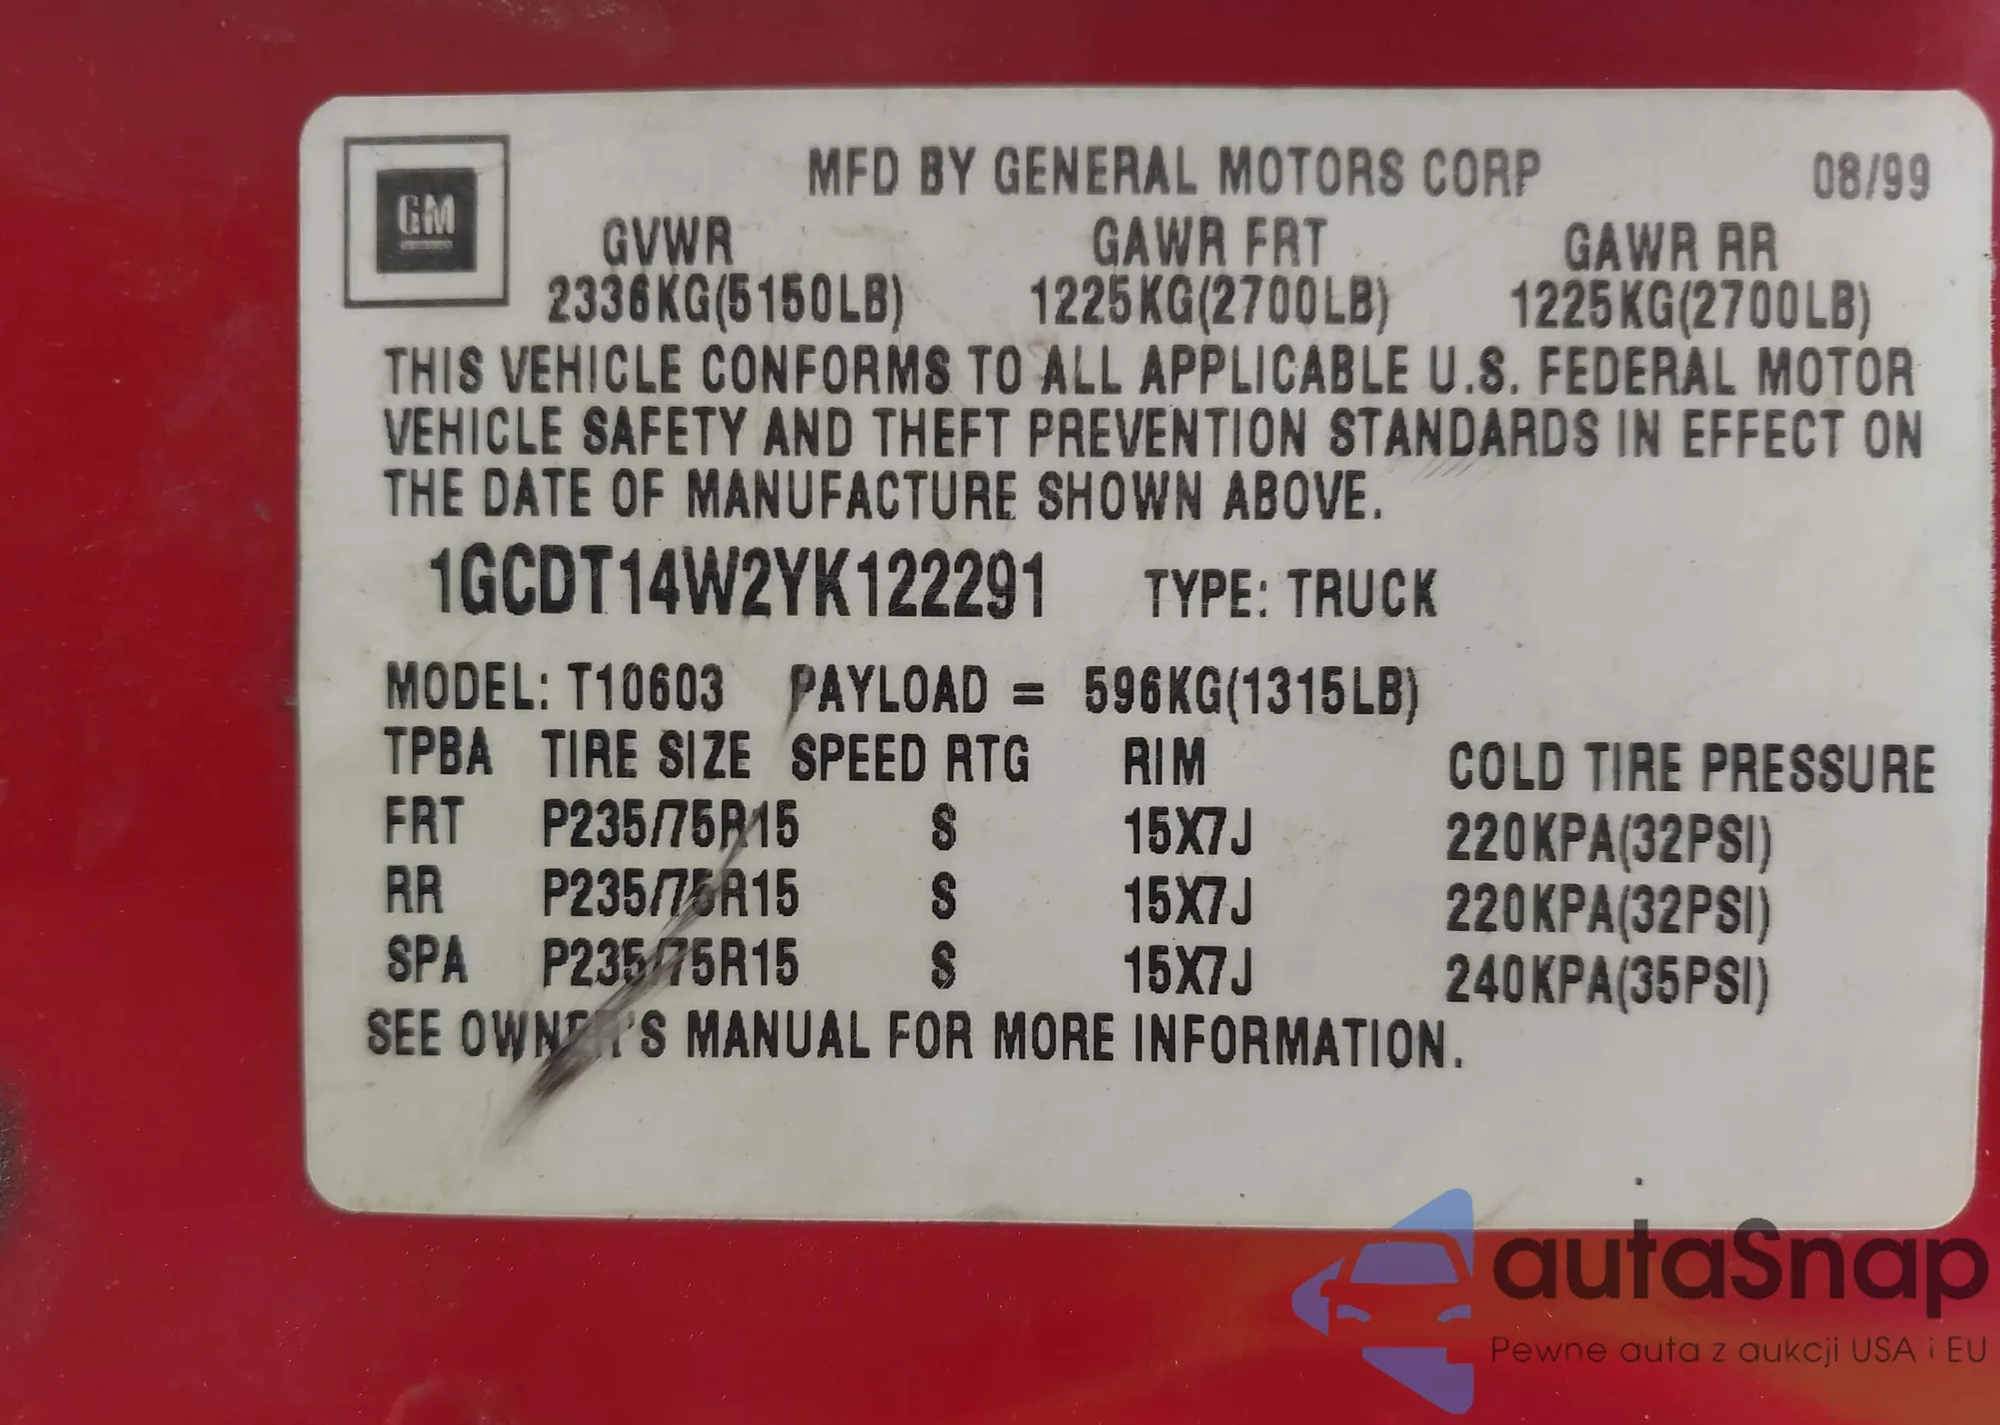 GM
MFD BY GENERAL MOTORS CORP 08/99
GVWR GAWR FRT GAWR RR
2336KG(5150LB) 1225KG(2700LB) 1225KG(2700LB)
THIS VEHICLE CONFORMS TO ALL APPLICABLE U.S. FEDERAL MOTOR
VEHICLE SAFETY AND THEFT PREVENTION STANDARDS IN EFFECT ON
THE DATE OF MANUFACTURE SHOWN ABOVE.
1GCDT14W2YK122291 TYPE: TRUCK
MODEL: T10603 PAYLOAD = 596KG(1315LB)
TPBA TIRE SIZE SPEED RTG RIM COLD TIRE PRESSURE
FRT P235/75R15 S 15X7J 220KPA(32PSI)
RR P235/75R15 S 15X7J 220KPA(32PSI)
SPA P235/75R15 S 15X7J 240KPA(35PSI)
SEE OWNER'S MANUAL FOR MORE INFORMATION.
autaSnap
Pewne auta z aukcji USA i EU